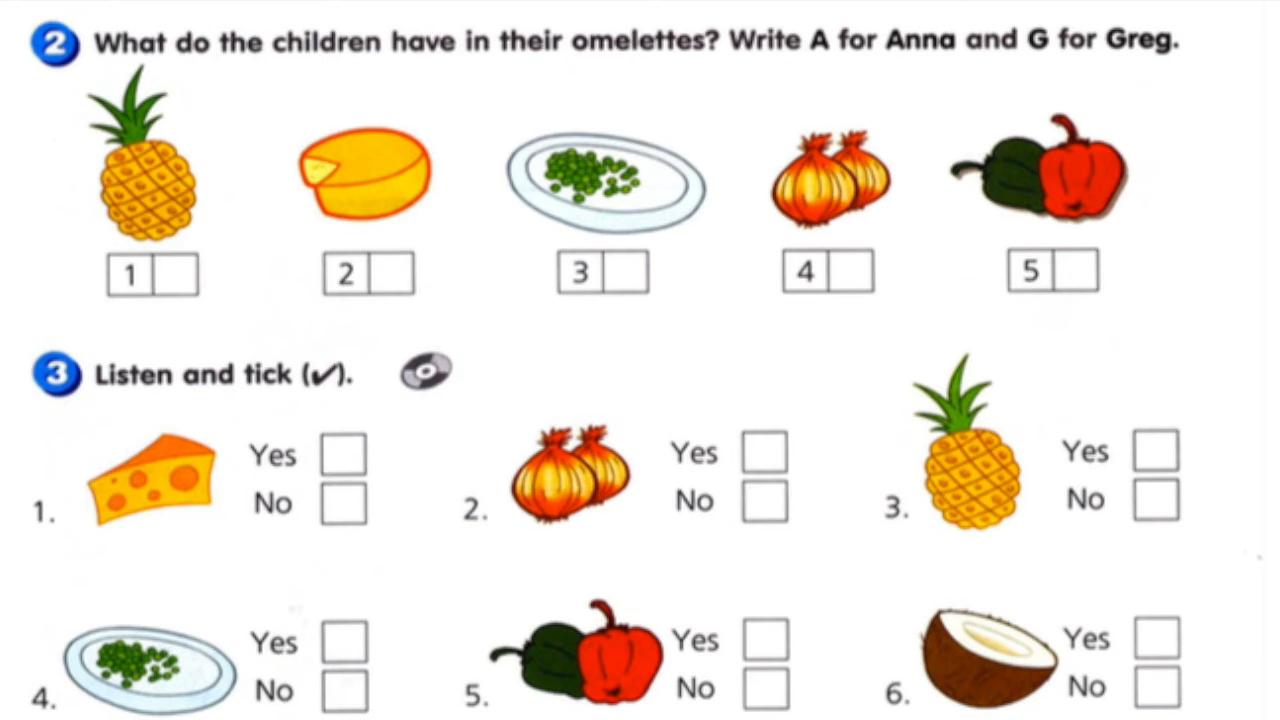 2 What do the children have in their omelettes? Write A for Anna and G for Greg.
1 2 3 4 5
3 Listen and tick (✔).
Yes Yes Yes
1. No 2. No 3. No
Yes Yes Yes
4. No 5. No 6. No